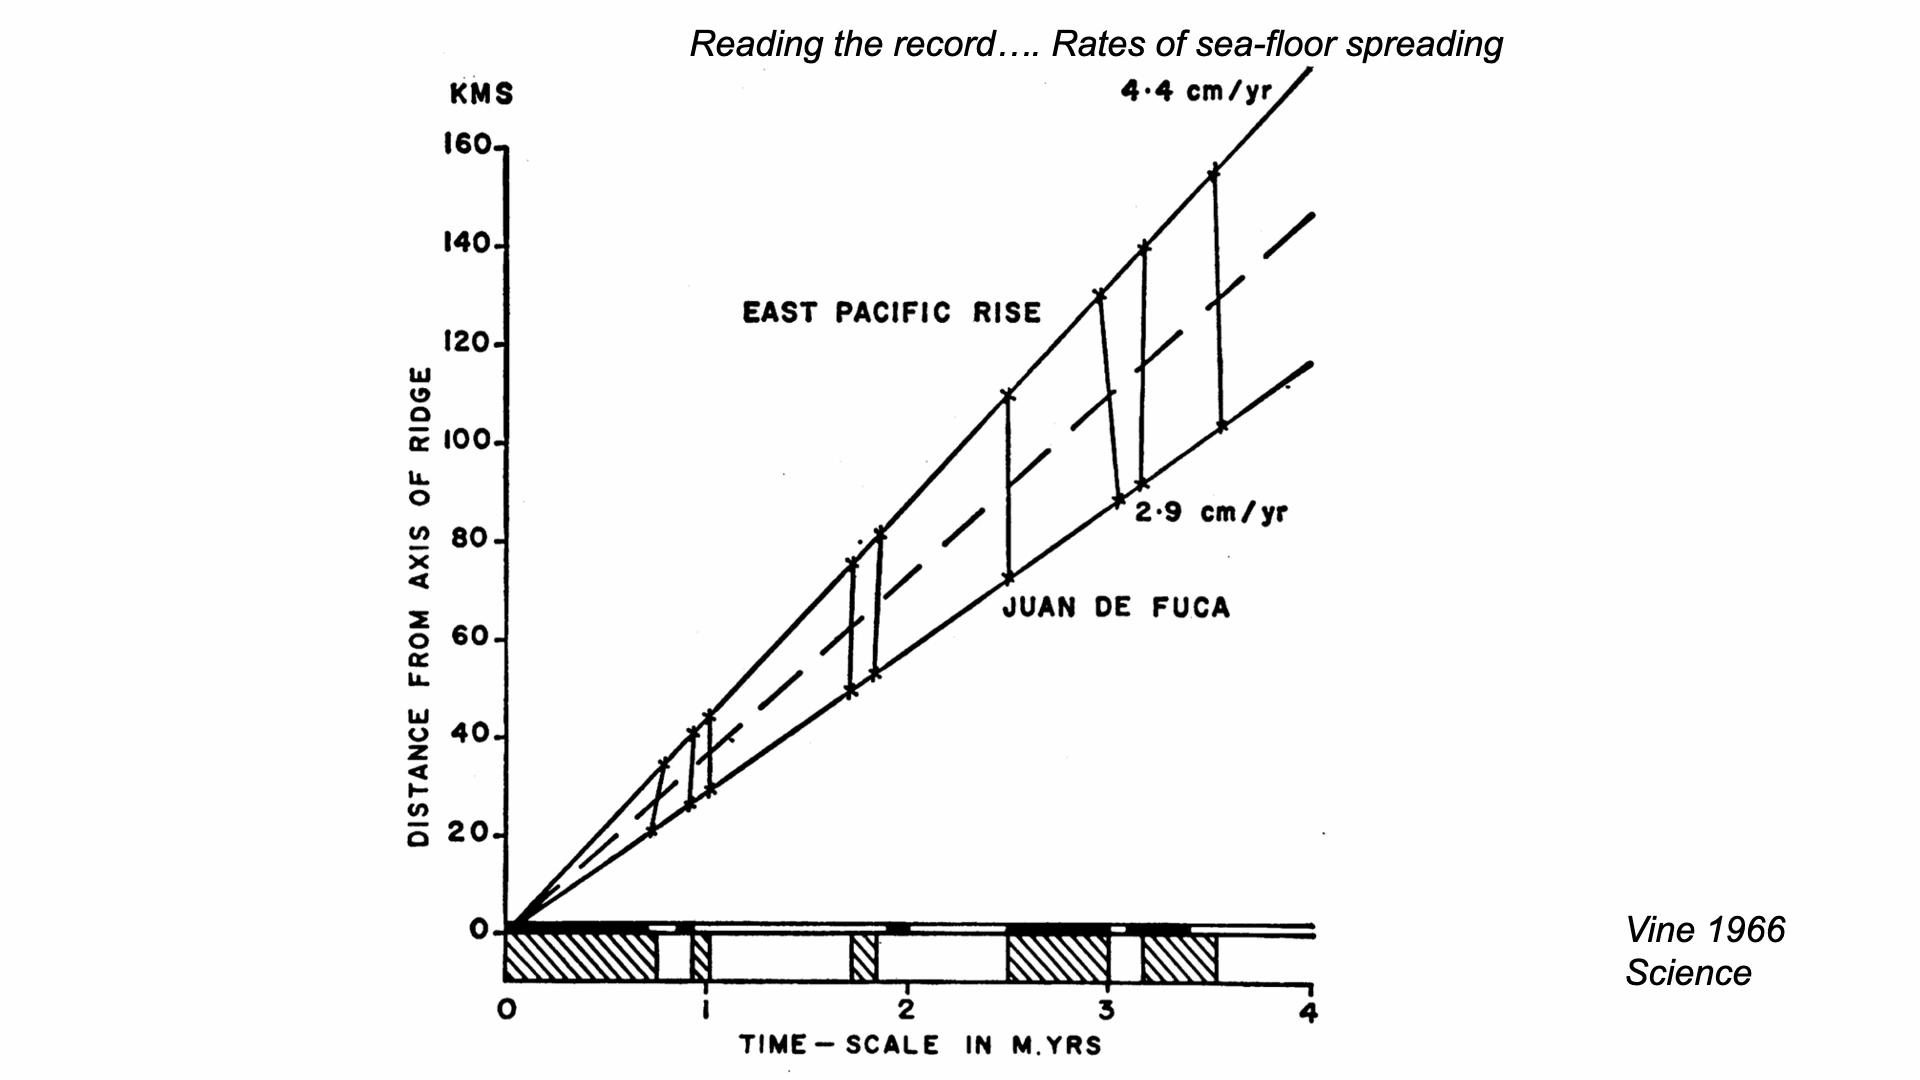 Reading the record…. Rates of sea-floor spreading
KMS
4·4 cm/yr
160
140
120
100
80
60
40
20
0
DISTANCE FROM AXIS OF RIDGE
EAST PACIFIC RISE
2·9 cm/yr
JUAN DE FUCA
0 1 2 3 4
TIME – SCALE IN M.YRS
Vine 1966
Science